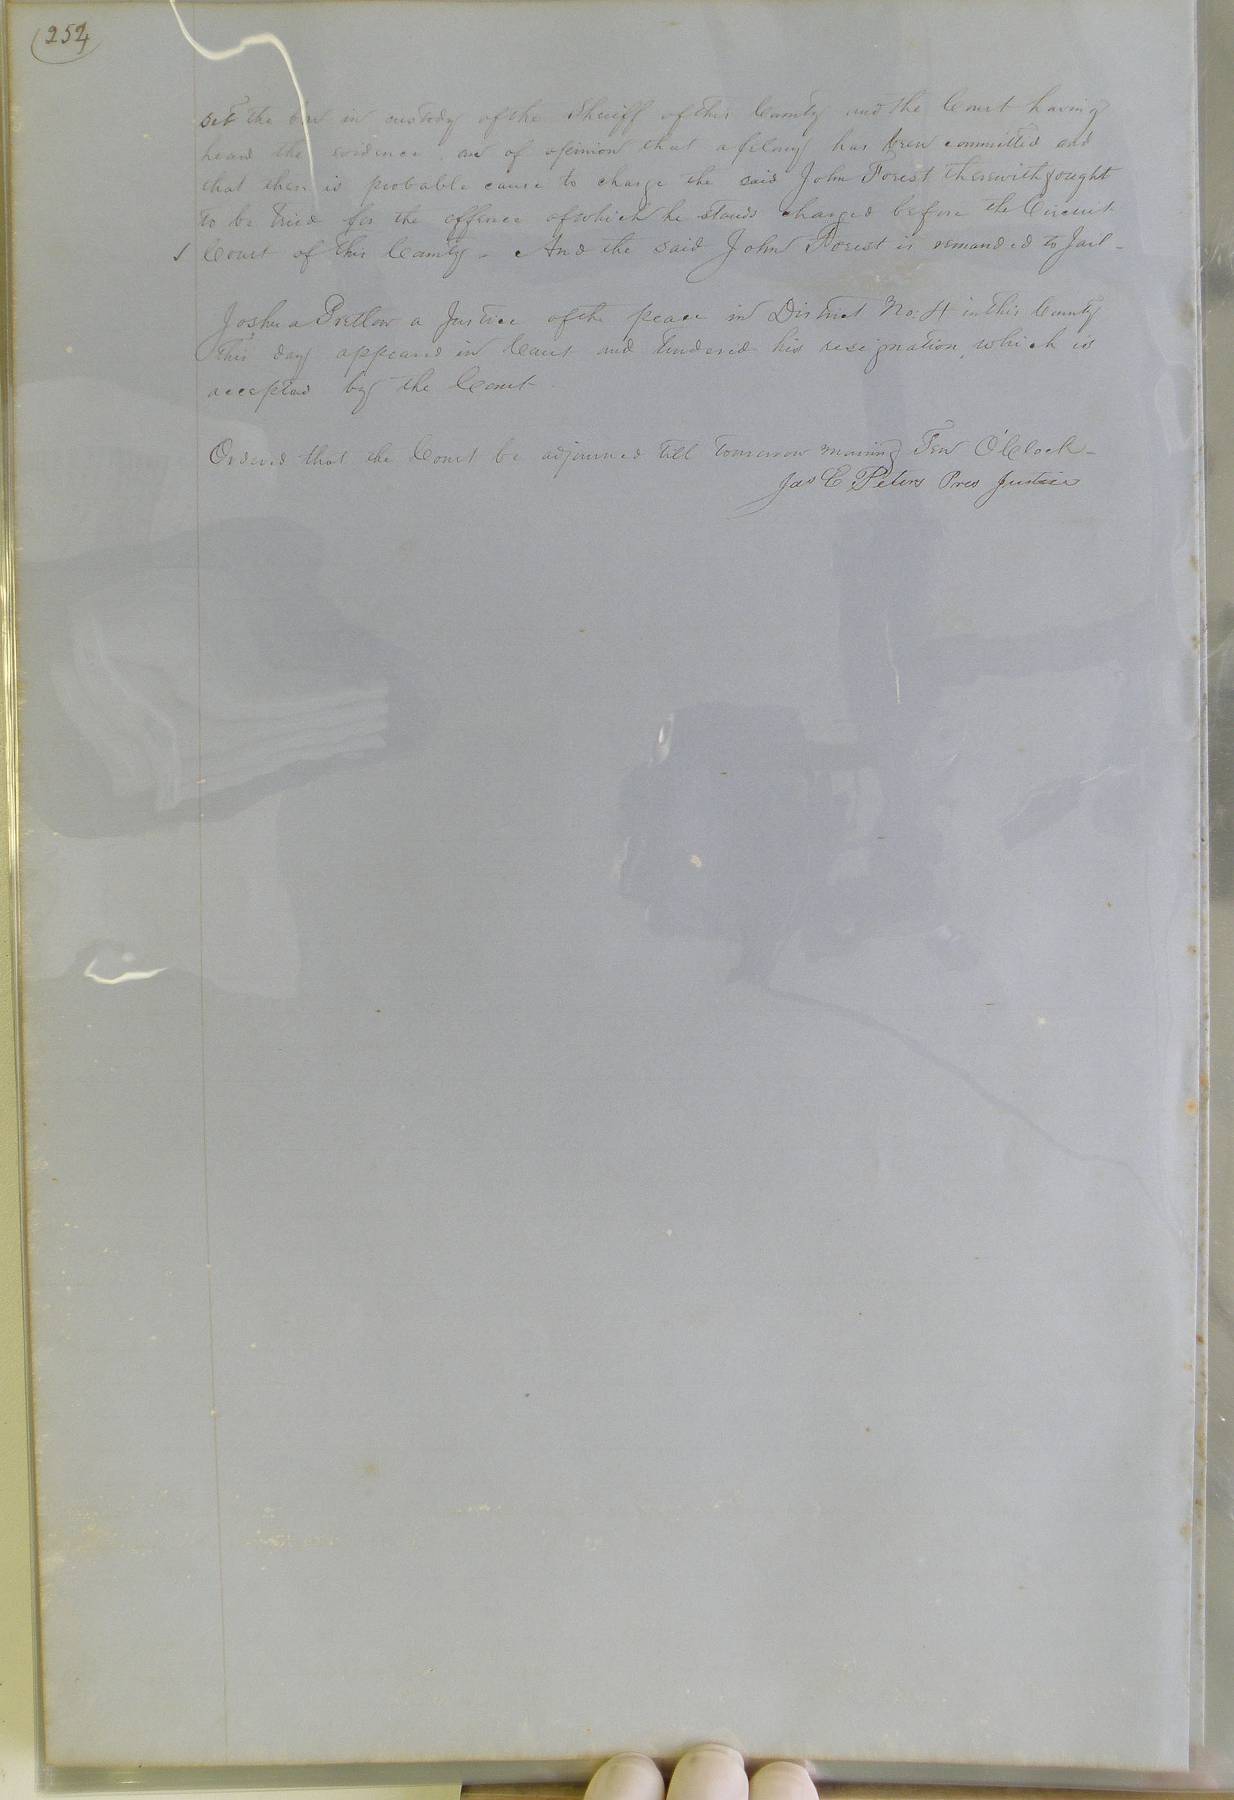 252
set the bar in custody of the Sheriff of this County and the Court having
heard the evidence are of opinion that a felony has been committed and
that there is probable cause to charge the said John Forest therewith & ought
to be tried for the offence of which he stands charged before the Circuit
Court of this County - And the said John Forest is remanded to Jail -
Joshua Pretlow a Justice of the peace in District No: 4 in this County
this day appeared in Court and tendered his resignation, which is
accepted by the Court
Ordered that the Court be adjourned till tomorrow morning Ten O'Clock -
Jas C Peters Pres Justice